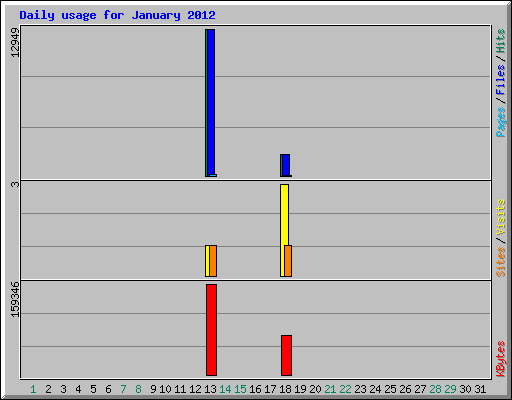 Daily usage for January 2012
12949
3
159346
Pages / Files / Hits
Sites / Visits
KBytes
1 2 3 4 5 6 7 8 9 10 11 12 13 14 15 16 17 18 19 20 21 22 23 24 25 26 27 28 29 30 31